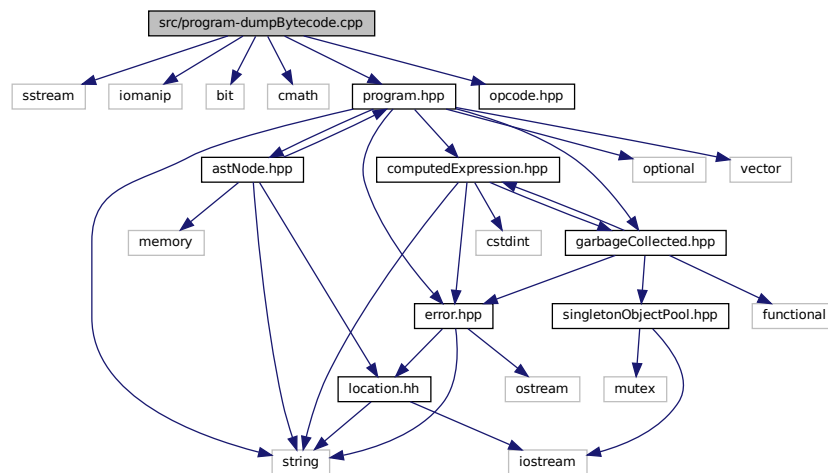 src/program-dumpBytecode.cpp
sstream
iomanip
bit
cmath
program.hpp
opcode.hpp
astNode.hpp
computedExpression.hpp
optional
vector
memory
cstdint
garbageCollected.hpp
error.hpp
singletonObjectPool.hpp
functional
location.hh
ostream
mutex
string
iostream